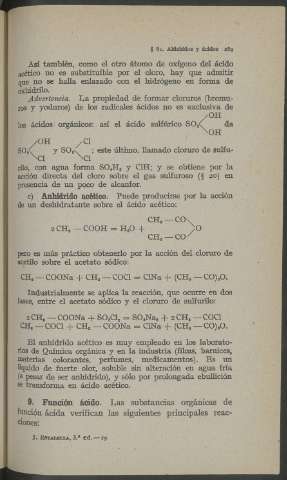 § 81. Aldehídos y ácidos 289
Así también, como el otro átomo de oxígeno del ácido
acético no es substituíble por el cloro, hay que admitir
que no se halla enlazado con el hidrógeno en forma de
oxhidrilo.
Advertencia. La propiedad de formar cloruros (bromu-
ros y yoduros) de los radicales ácidos no es exclusiva de
OH
los ácidos orgánicos: así el ácido sulfúrico SO₂ da
OH
OH Cl
SO₂ y SO₂ ; este último, llamado cloruro de sulfu-
Cl Cl
rilo, con agua forma SO₄H₂ y ClH; y se obtiene por la
acción directa del cloro sobre el gas sulfuroso (§ 20) en
presencia de un poco de alcanfor.
c) Anhídrido acético. Puede producirse por la acción
de un deshidratante sobre el ácido acético:
CH₃ — CO
2 CH₃ — COOH = H₂O + O
CH₃ — CO
pero es más práctico obtenerlo por la acción del cloruro de
acetilo sobre el acetato sódico:
CH₃ — COONa + CH₃ — COCl = ClNa + (CH₃ — CO)₂O.
Industrialmente se aplica la reacción, que ocurre en dos
fases, entre el acetato sódico y el cloruro de sulfurilo:
2 CH₃ — COONa + SO₂Cl₂ = SO₄Na₂ + 2 CH₃ — COCl
CH₃ — COCl + CH₃ — COONa = ClNa + (CH₃ — CO)₂O.
El anhídrido acético es muy empleado en los laborato-
rios de Química orgánica y en la industria (films, barnices,
materias colorantes, perfumes, medicamentos). Es un
líquido de fuerte olor, soluble sin alteración en agua fría
(a pesar de ser anhídrido), y sólo por prolongada ebullición
se transforma en ácido acético.
9. Función ácido. Las substancias orgánicas de
función ácida verifican las siguientes principales reac-
ciones:
3.ª ed. — 19